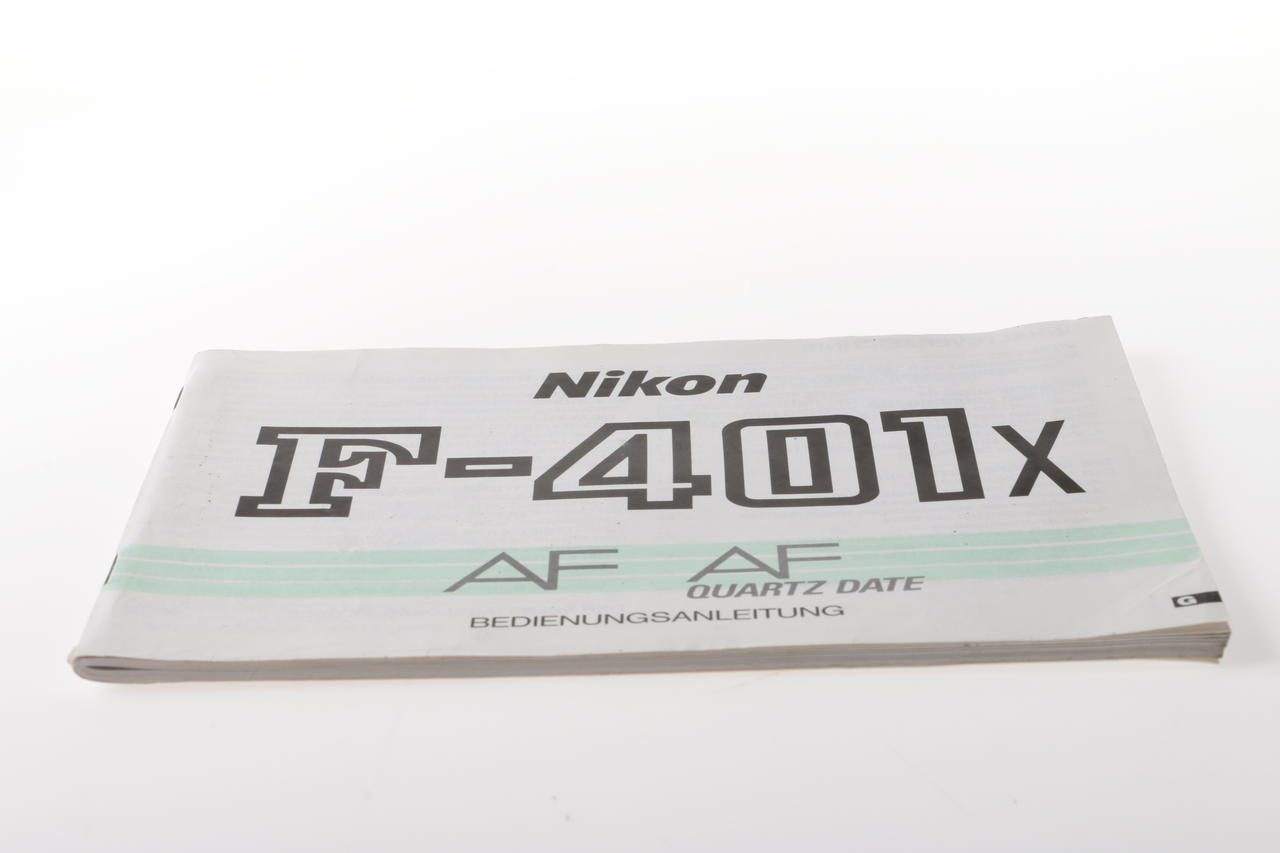 Nikon
F-401x
AF AF
QUARTZ DATE
BEDIENUNGSANLEITUNG
G